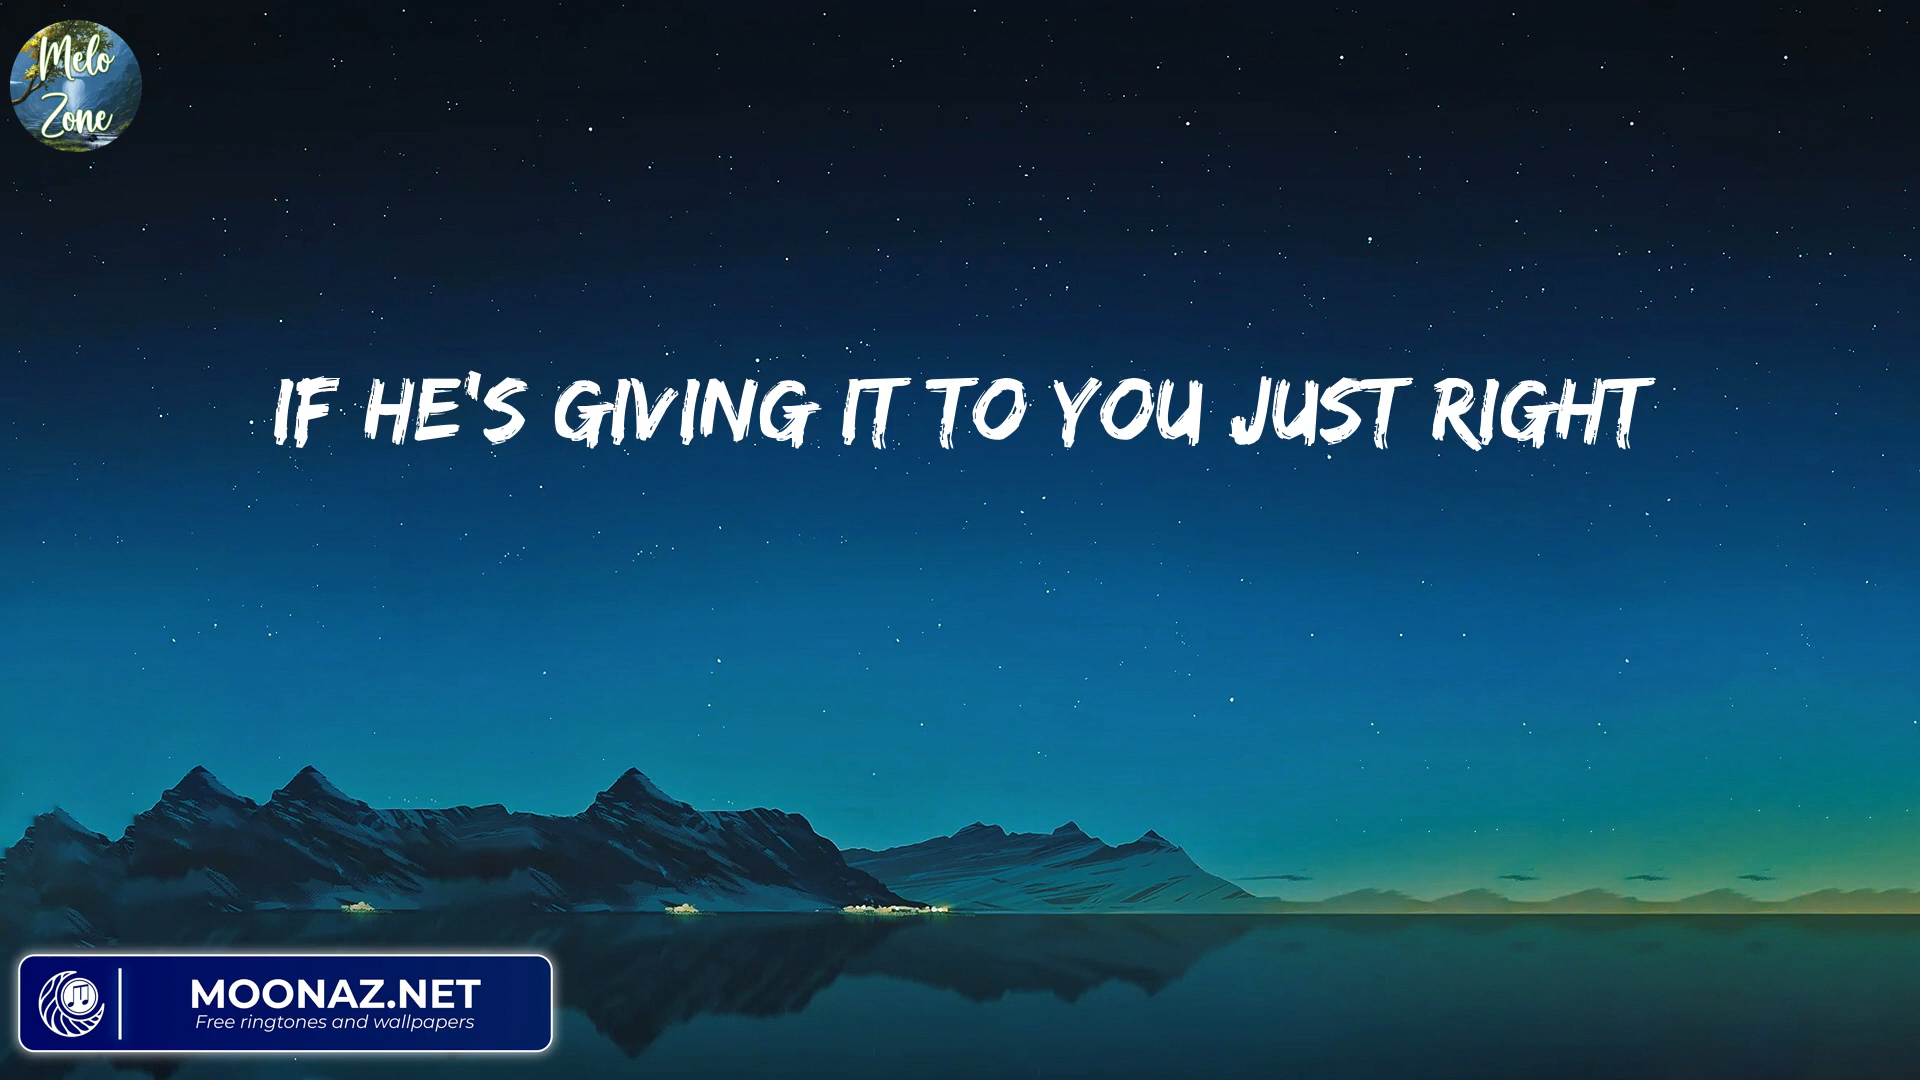 Melo
Zone
IF HE'S GIVING IT TO YOU JUST RIGHT
MOONAZ.NET
Free ringtones and wallpapers